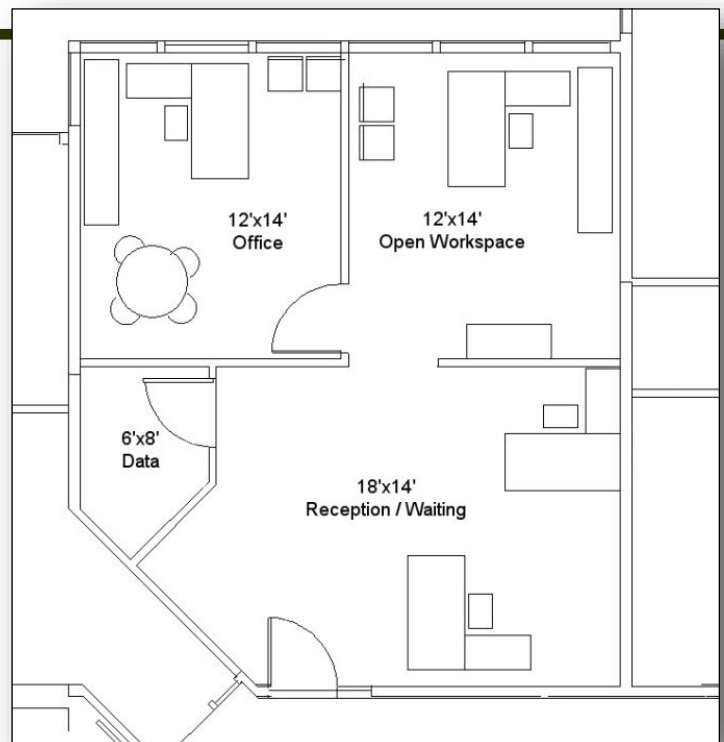 12'x14'
Office
12'x14'
Open Workspace
6'x8'
Data
18'x14'
Reception / Waiting